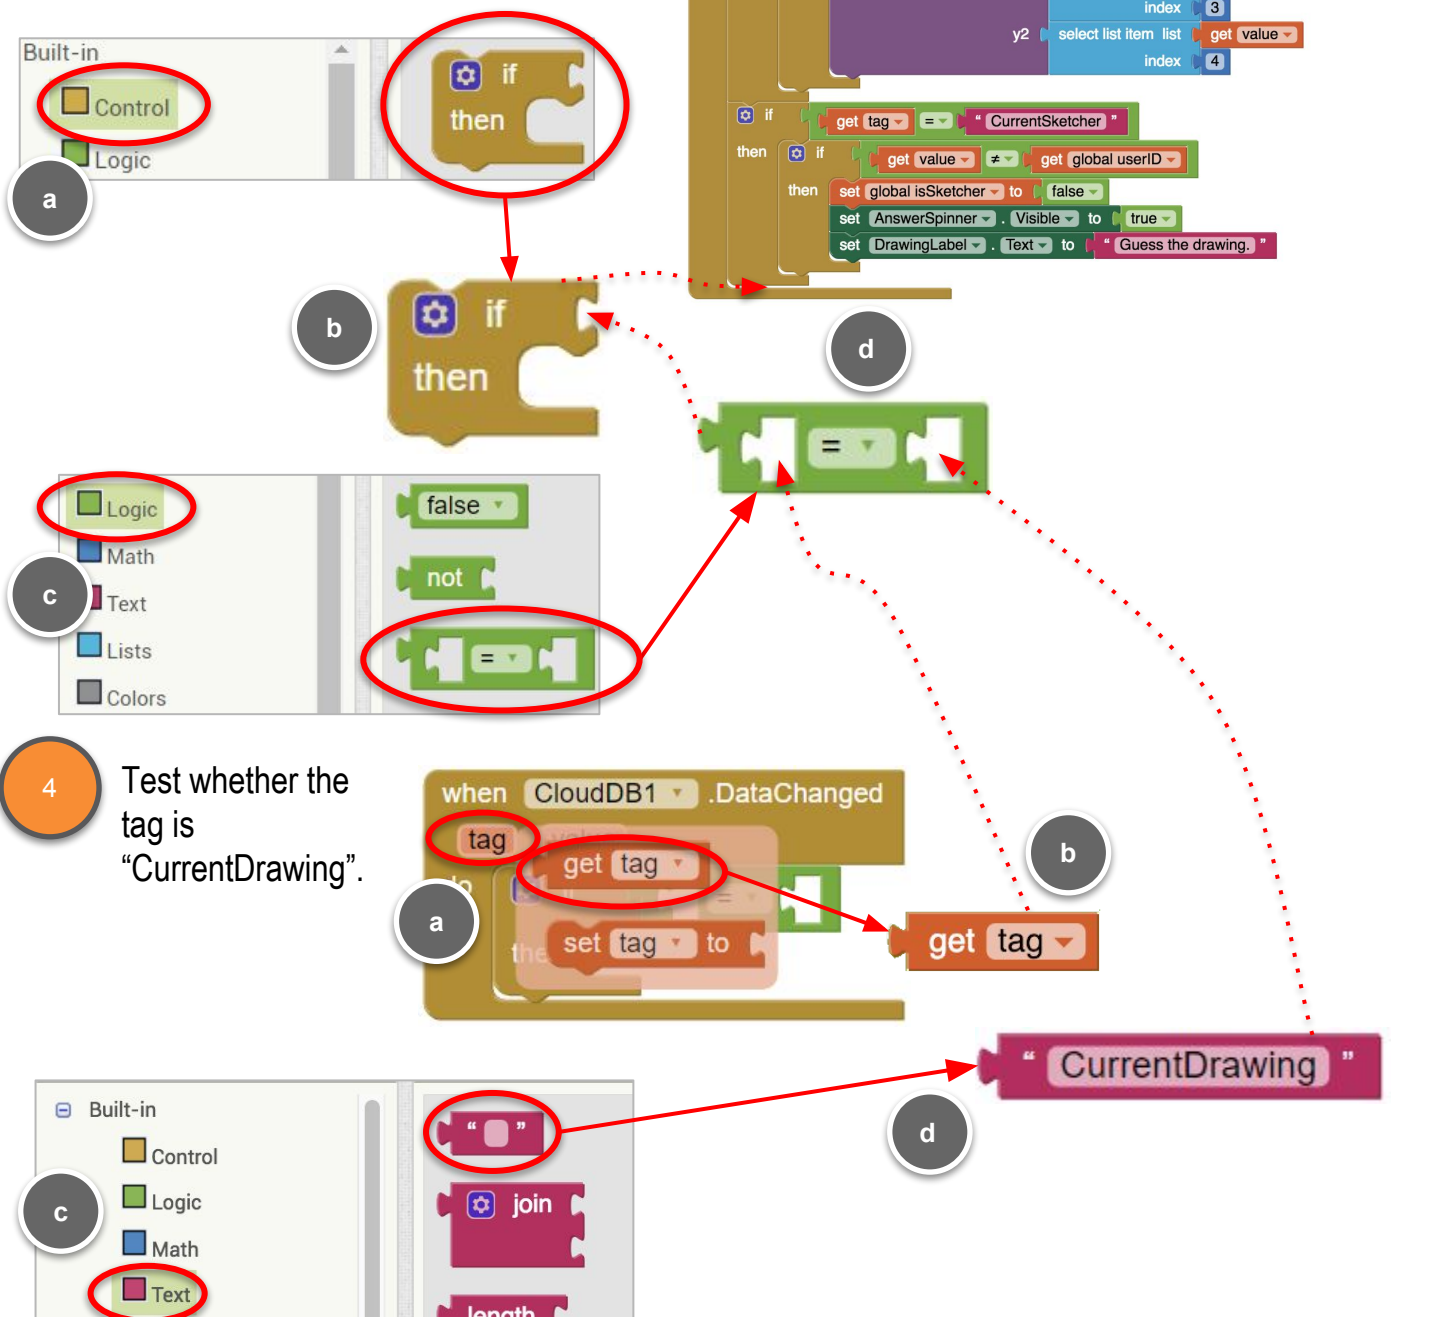 index 3
y2 select list item list get value
index 4
Built-in
Control
Logic
a
if
then
if get tag = “ CurrentSketcher ”
then if get value ≠ get global userID
then set global isSketcher to false
set AnswerSpinner . Visible to true
set DrawingLabel . Text to “ Guess the drawing. ”
b
if
then
d
=
Logic
Math
Text
Lists
Colors
c
false
not
=
4
Test whether the
tag is
“CurrentDrawing”.
when CloudDB1 .DataChanged
tag
get tag
do
=
set tag to
the
a
b
get tag
“ CurrentDrawing ”
d
Built-in
Control
Logic
Math
Text
c
“ ”
join
length